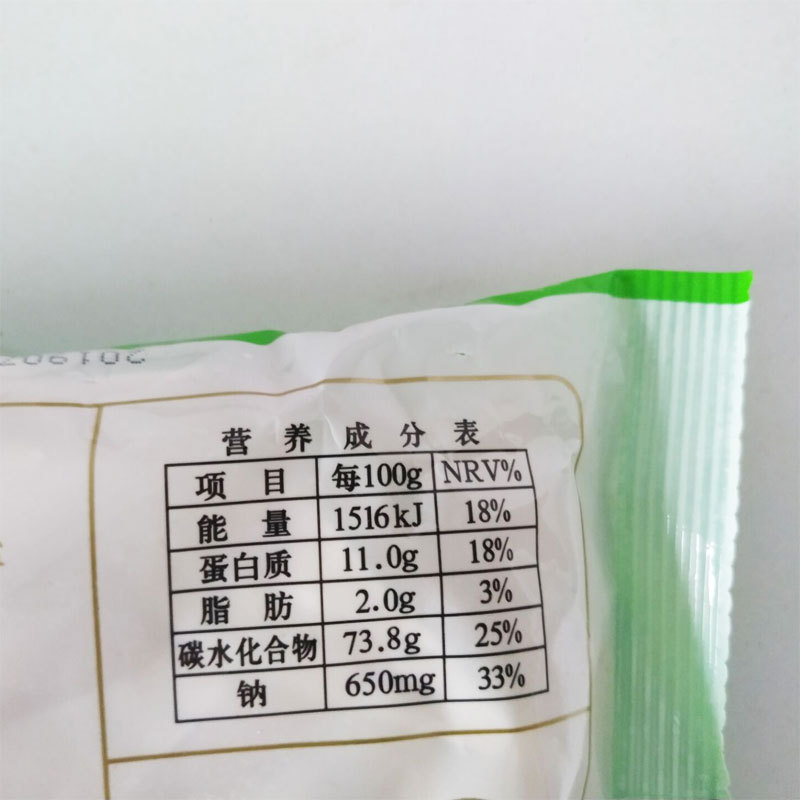 营养成分表
项目 每100g NRV%
能量 1516kJ 18%
蛋白质 11.0g 18%
脂肪 2.0g 3%
碳水化合物 73.8g 25%
钠 650mg 33%